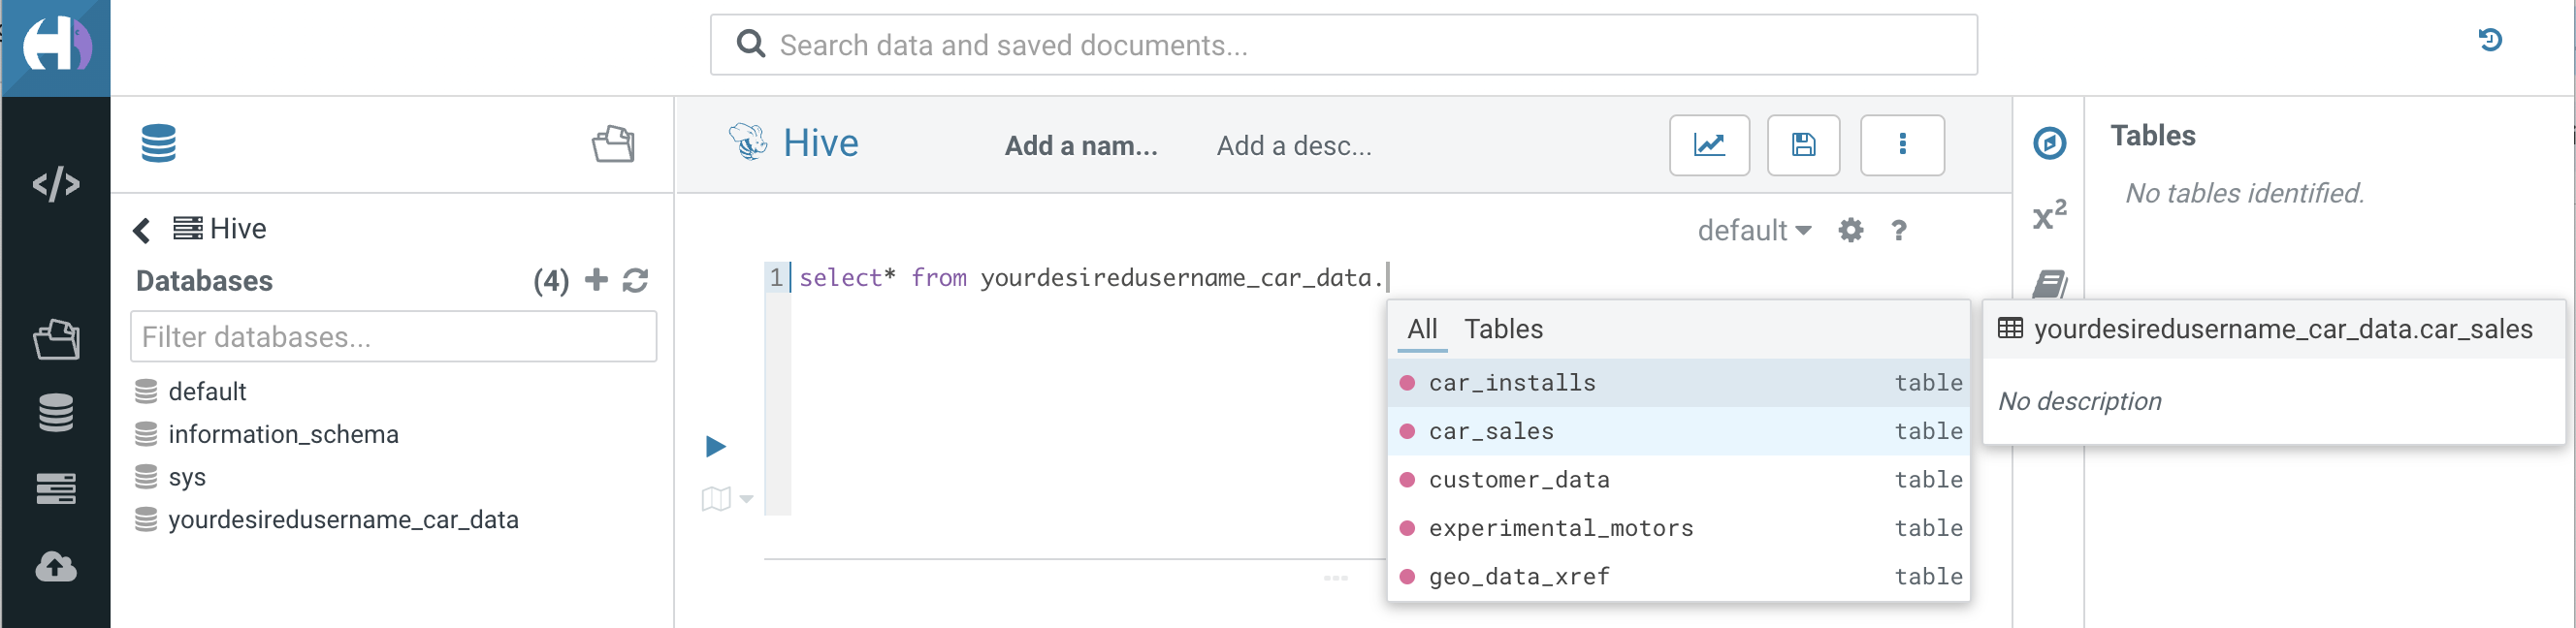 Search data and saved documents...
Hive
Add a nam...
Add a desc...
Tables
No tables identified.
x²
Hive
default
?
Databases
(4)
Filter databases...
default
information_schema
sys
yourdesiredusername_car_data
1
select* from yourdesiredusername_car_data.
All Tables
car_installs table
car_sales table
customer_data table
experimental_motors table
geo_data_xref table
yourdesiredusername_car_data.car_sales
No description